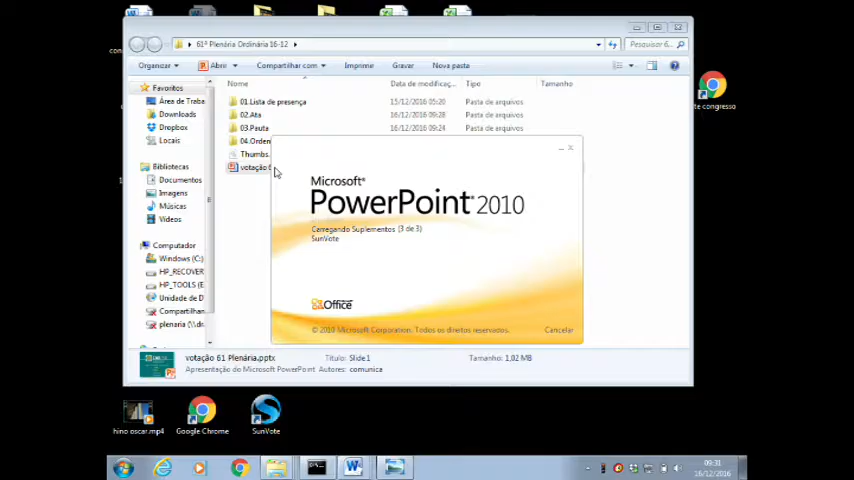 61ª Plenária Ordinária 16-12
Pesquisar 6...
Organizar
Abrir
Compartilhar com
Imprime
Gravar
Nova pasta
Favoritos
Área de Traba
Downloads
Dropbox
Locais
Bibliotecas
Documentos
Imagens
Músicas
Vídeos
Computador
Windows (C:)
HP_RECOVER
HP_TOOLS (E
Unidade de D
Compartilhar
plenaria (\\d
Nome
Data de modificaç...
Tipo
Tamanho
01.Lista de presença
15/12/2016 05:20
Pasta de arquivos
02.Ata
16/12/2016 09:28
Pasta de arquivos
03.Pauta
16/12/2016 09:24
Pasta de arquivos
04.Ordem
Thumbs.
votação 6
Microsoft®
PowerPoint® 2010
Carregando Suplementos (3 de 3)
SunVote
Office
© 2010 Microsoft Corporation. Todos os direitos reservados.
Cancelar
votação 61 Plenária.pptx
Título: Slide 1
Tamanho: 1,02 MB
Apresentação do Microsoft PowerPoint
Autores: comunica
te congresso
hino oscar.mp4
Google Chrome
SunVote
09:31
16/12/2016